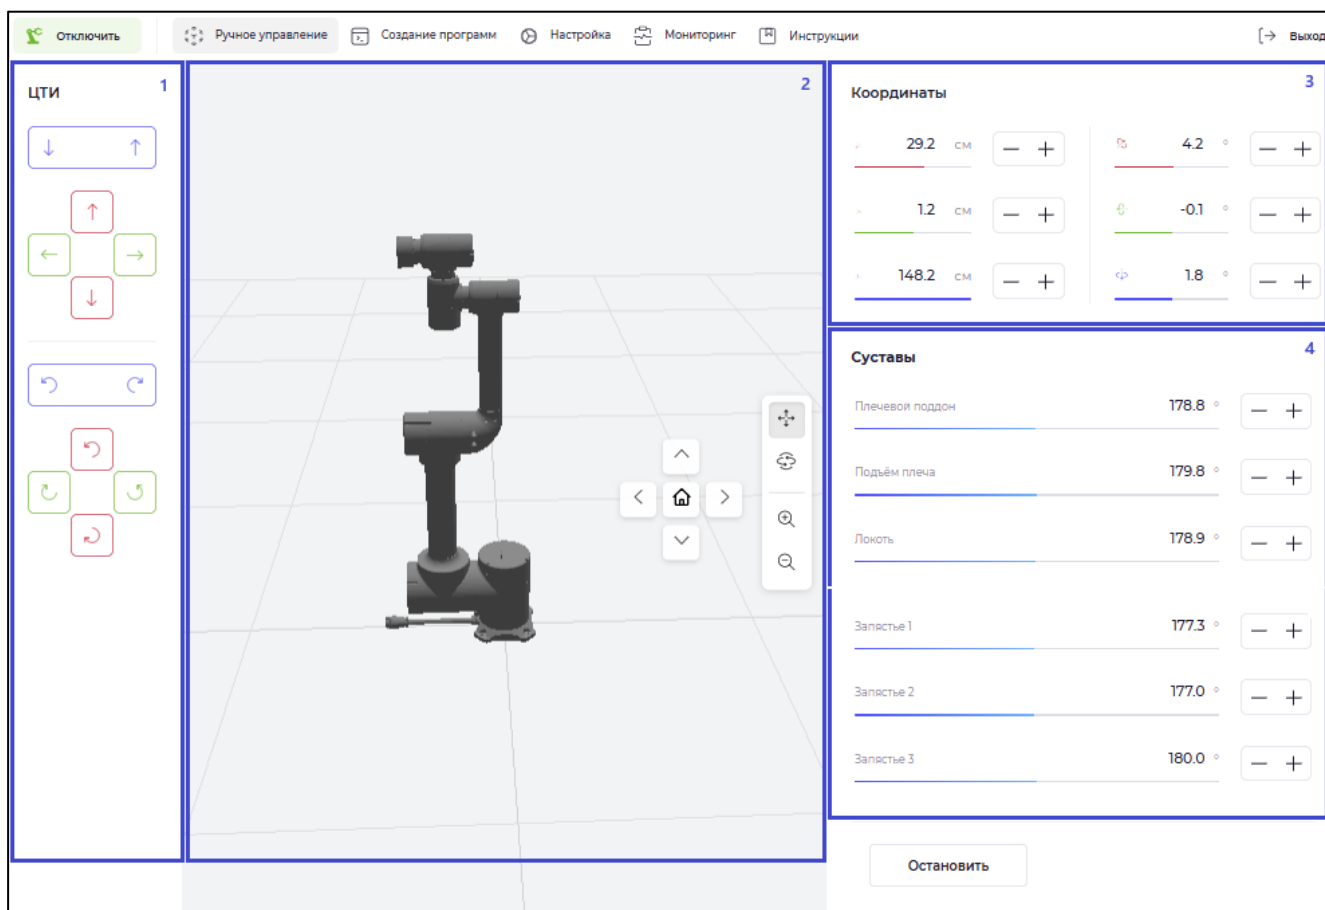 Отключить Ручное управление Создание программ Настройка Мониторинг Инструкции Выход
ЦТИ 1
2
Координаты 3
29.2 см 4.2 °
1.2 см -0.1 °
148.2 см 1.8 °
Суставы 4
Плечевой поддон 178.8 °
Подъём плеча 179.8 °
Локоть 178.9 °
Запястье 1 177.3 °
Запястье 2 177.0 °
Запястье 3 180.0 °
Остановить